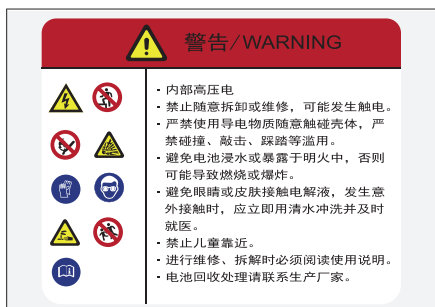 警告/WARNING
- 内部高压电
- 禁止随意拆卸或维修，可能发生触电。
- 严禁使用导电物质随意触碰壳体，严
禁碰撞、敲击、踩踏等滥用。
- 避免电池浸水或暴露于明火中，否则
可能导致燃烧或爆炸。
- 避免眼睛或皮肤接触电解液，发生意
外接触时，应立即用清水冲洗并及时
就医。
- 禁止儿童靠近。
- 进行维修、拆解时必须阅读使用说明。
- 电池回收处理请联系生产厂家。